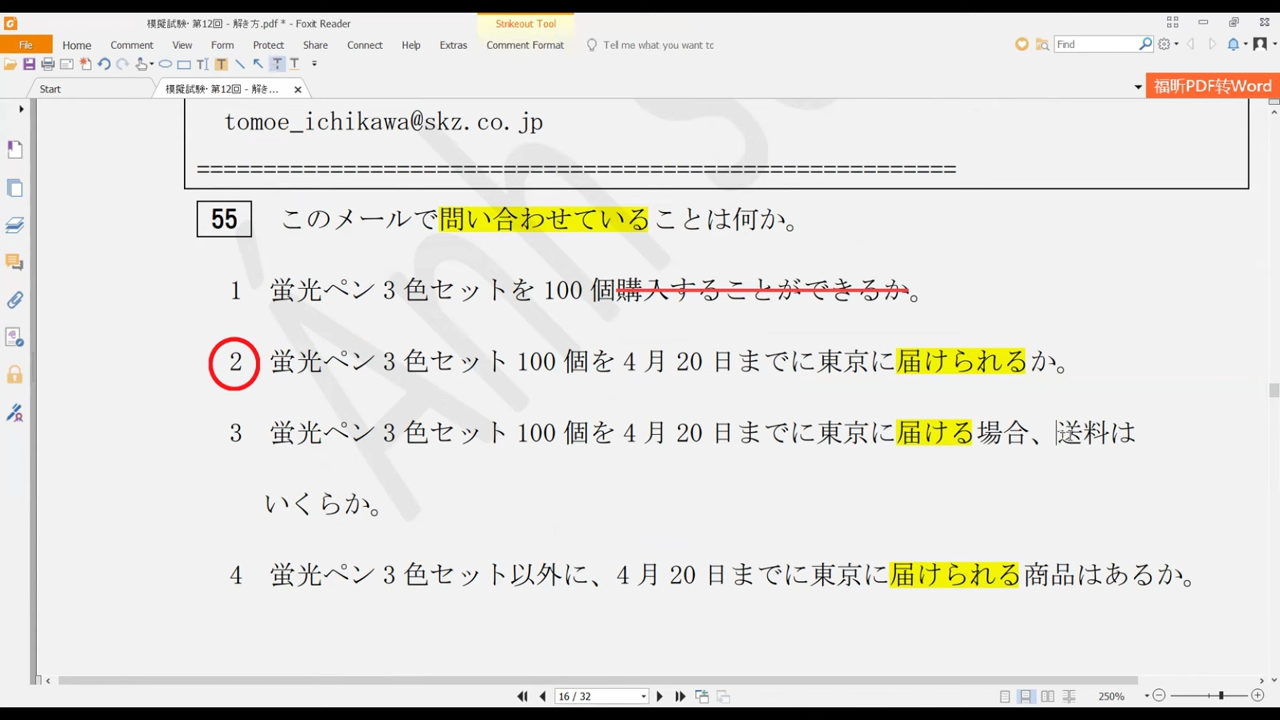 模擬試験・第12回 - 解き方.pdf * - Foxit Reader
Strikeout Tool
File Home Comment View Form Protect Share Connect Help Extras Comment Format Tell me what you want tc
Find
Start
模擬試験・第12回 - 解き...
福昕PDF转Word
tomoe_ichikawa@skz.co.jp
=========================================================
55 このメールで問い合わせていることは何か。
1 蛍光ペン3色セットを100個購入することができるか。
2 蛍光ペン3色セット100個を4月20日までに東京に届けられるか。
3 蛍光ペン3色セット100個を4月20日までに東京に届ける場合、送料は
いくらか。
4 蛍光ペン3色セット以外に、4月20日までに東京に届けられる商品はあるか。
Ánh s
16 / 32
250%